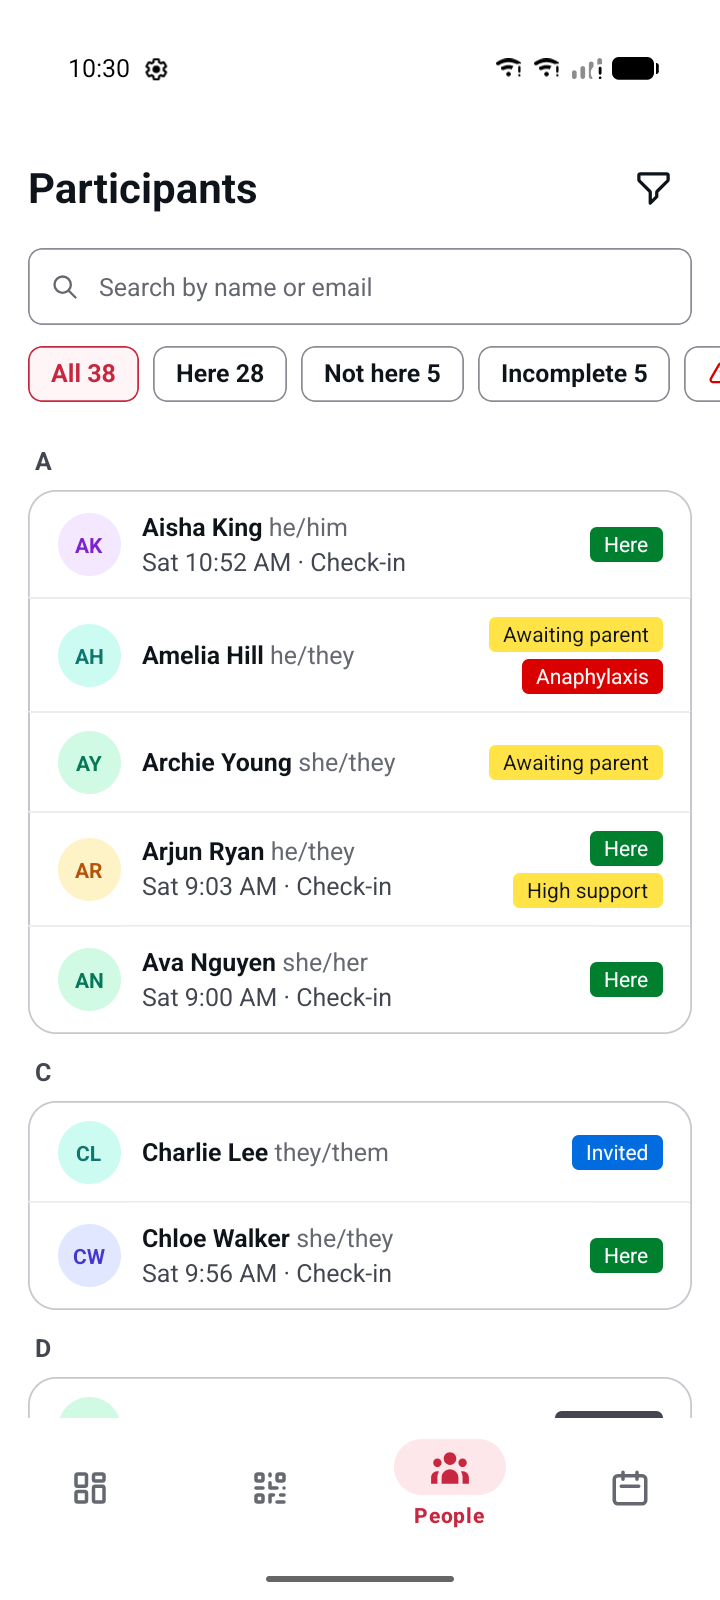 10:30
Participants
Search by name or email
All 38
Here 28
Not here 5
Incomplete 5
A
AK
Aisha King he/him
Sat 10:52 AM · Check-in
Here
AH
Amelia Hill he/they
Awaiting parent
Anaphylaxis
AY
Archie Young she/they
Awaiting parent
AR
Arjun Ryan he/they
Sat 9:03 AM · Check-in
Here
High support
AN
Ava Nguyen she/her
Sat 9:00 AM · Check-in
Here
C
CL
Charlie Lee they/them
Invited
CW
Chloe Walker she/they
Sat 9:56 AM · Check-in
Here
D
People